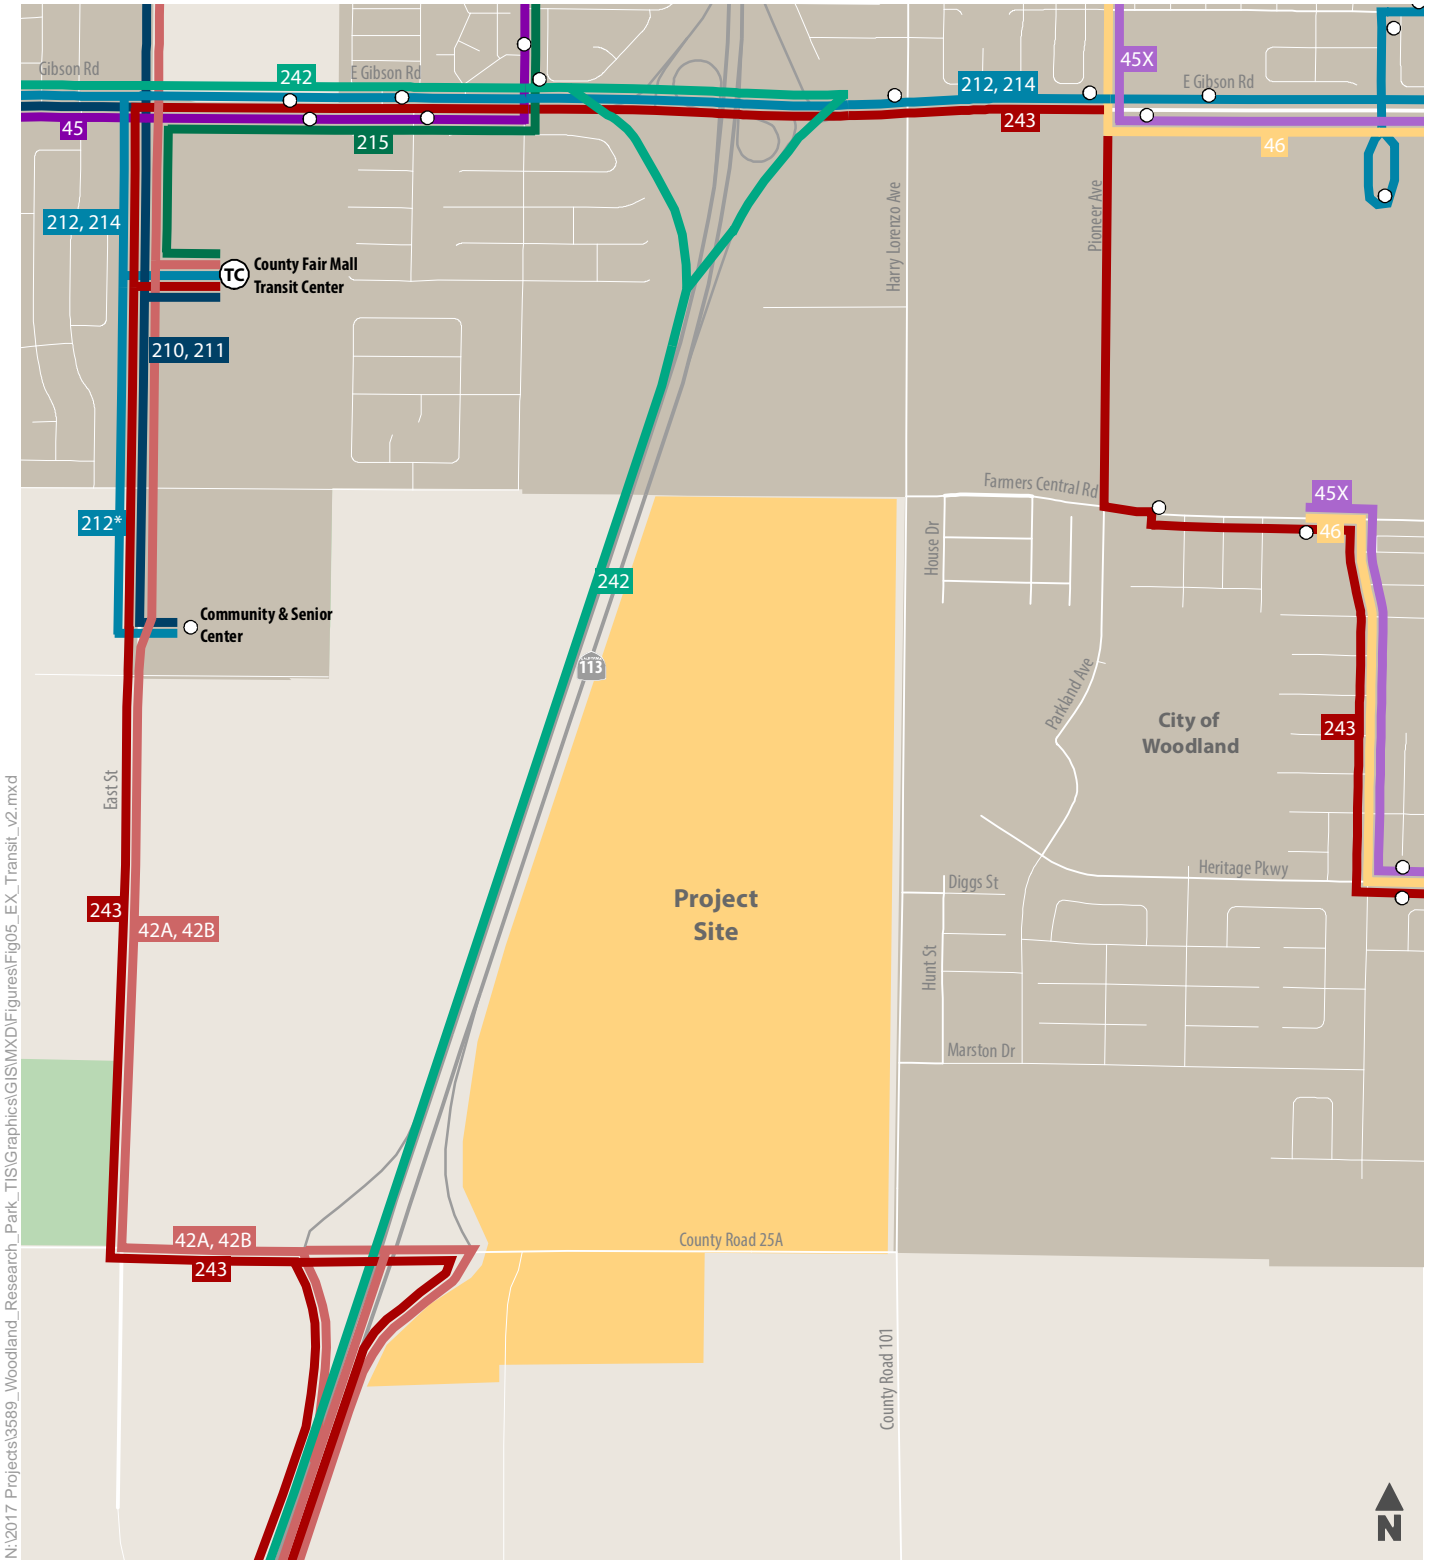 45X
Gibson Rd
242
E Gibson Rd
212, 214
E Gibson Rd
45
215
243
46
Harry Lorenzo Ave
Pioneer Ave
212, 214
County Fair Mall
Transit Center
TC
210, 211
Farmers Central Rd
45X
212*
46
House Dr
242
Community & Senior
Center
CALIFORNIA
113
Parkland Ave
City of
Woodland
243
East St
Heritage Pkwy
Diggs St
Project
Site
243
42A, 42B
Hunt St
Marston Dr
42A, 42B
County Road 25A
243
County Road 101
N
N:\2017 Projects\3589_Woodland_Research_Park_TIS\Graphics\GIS\MXD\Figures\Fig05_EX_Transit_v2.mxd